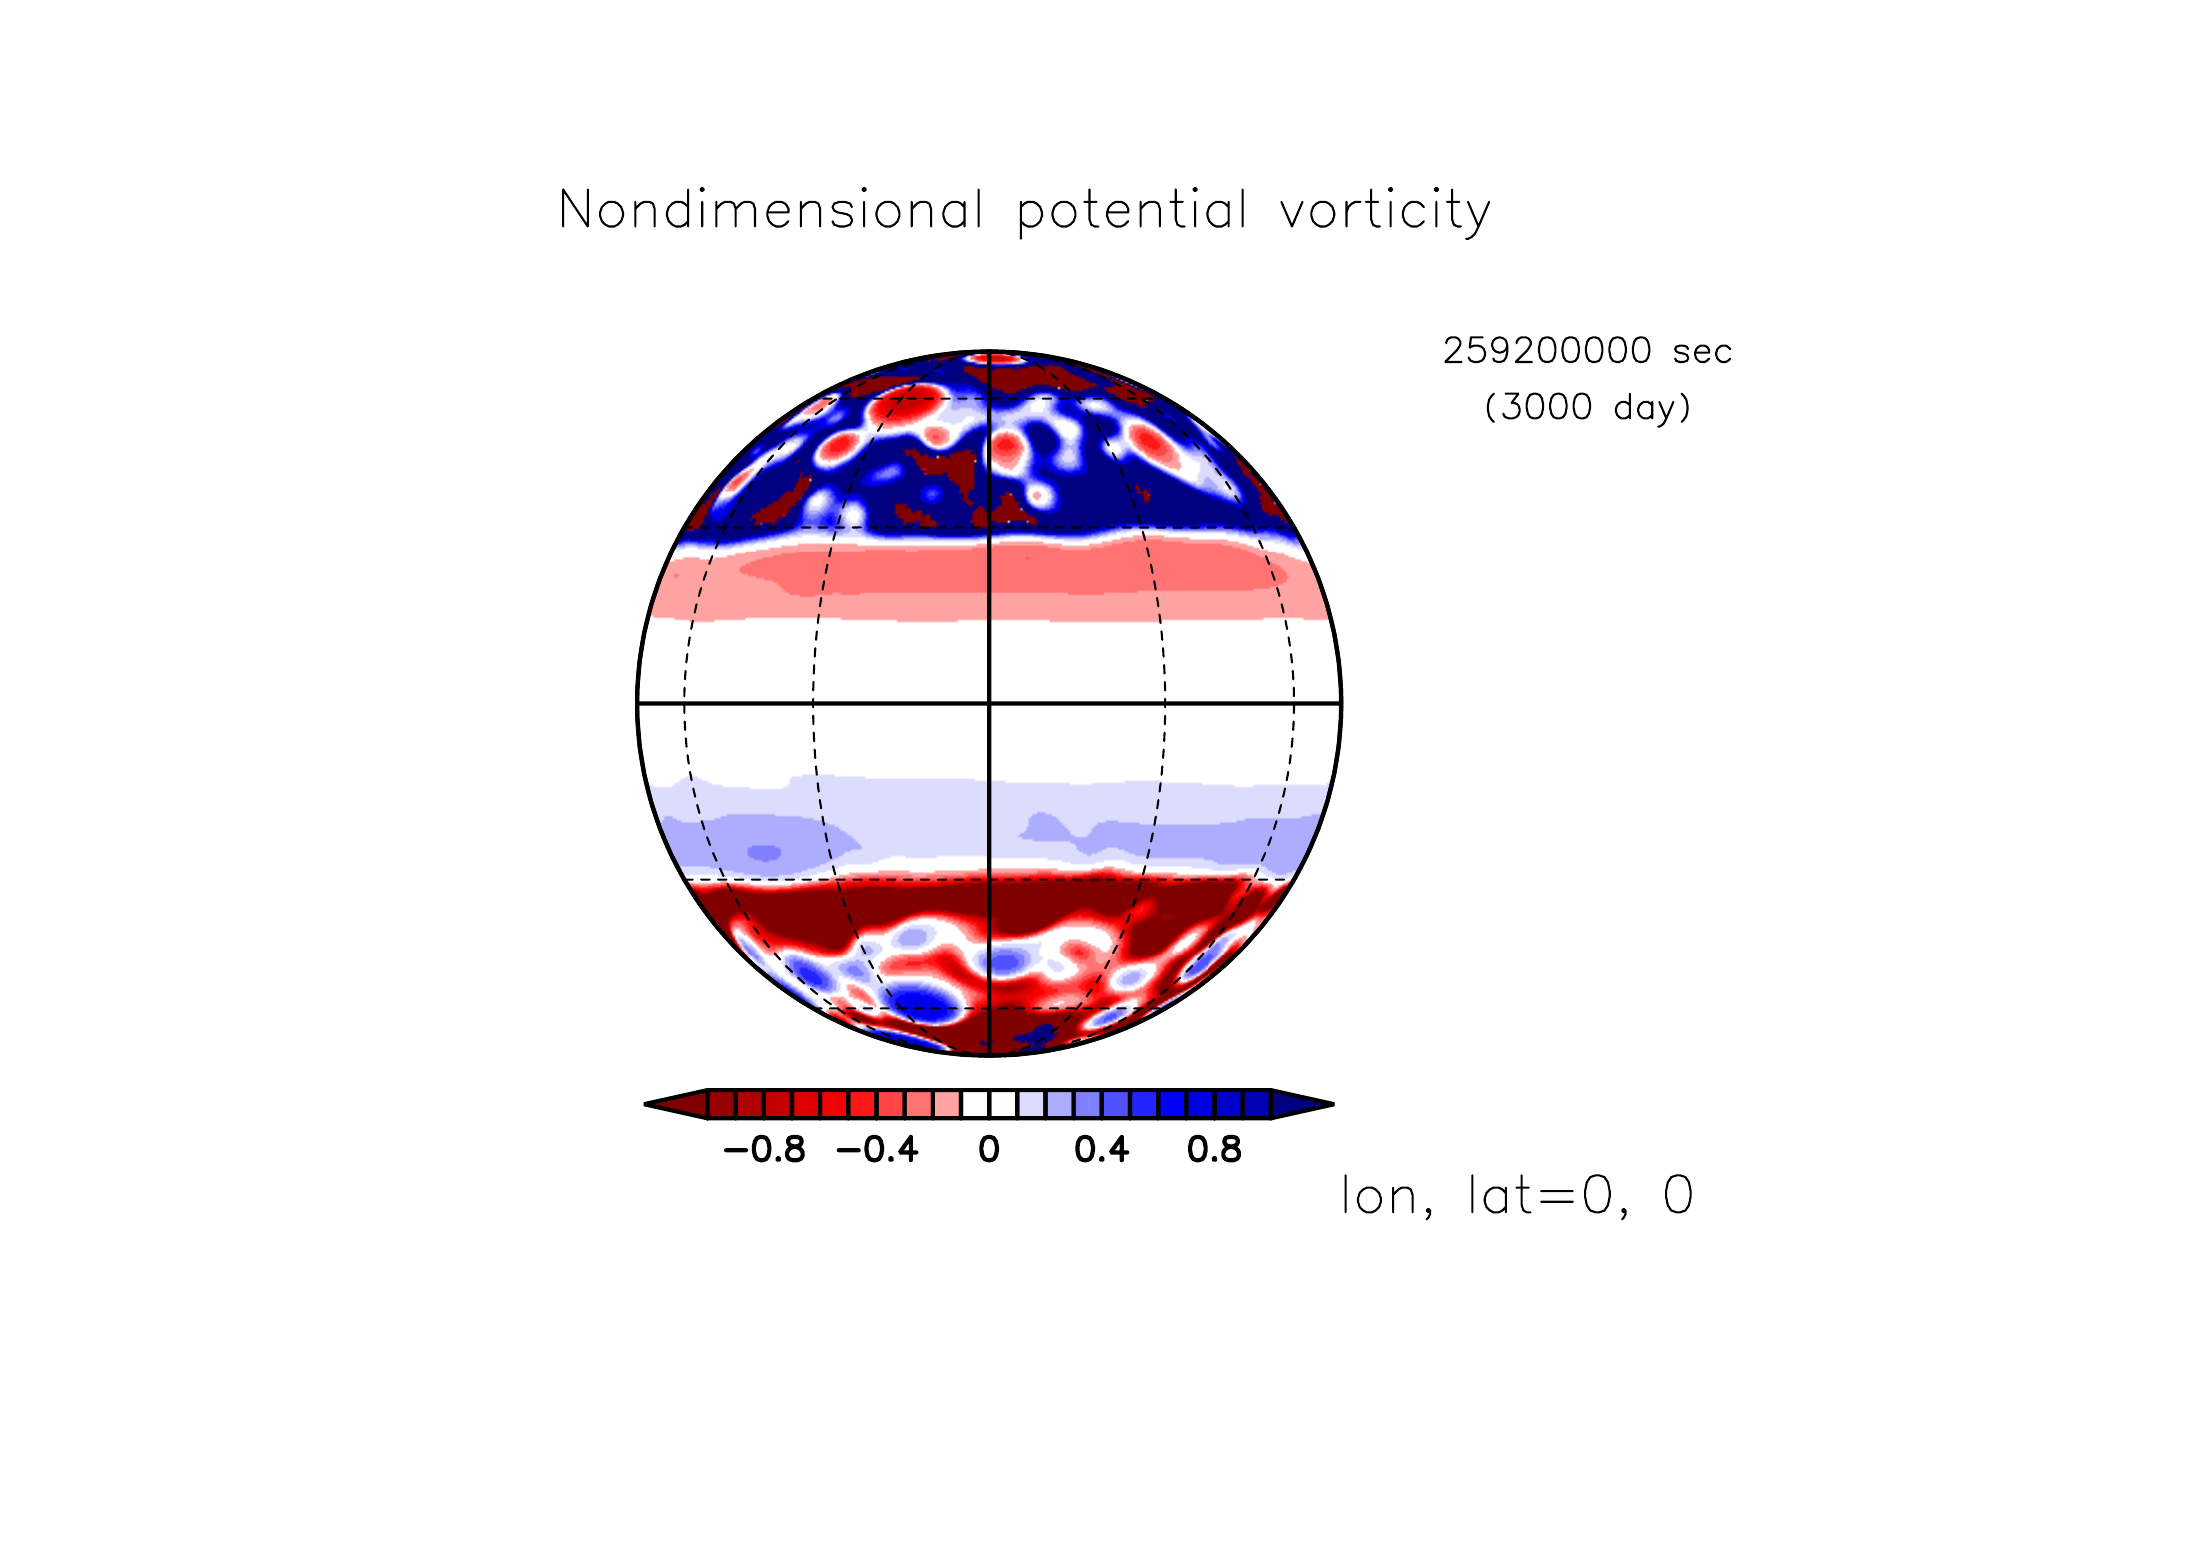 Nondimensional potential vorticity
259200000 sec
(3000 day)
−0.8 −0.4 0 0.4 0.8
lon, lat=0, 0